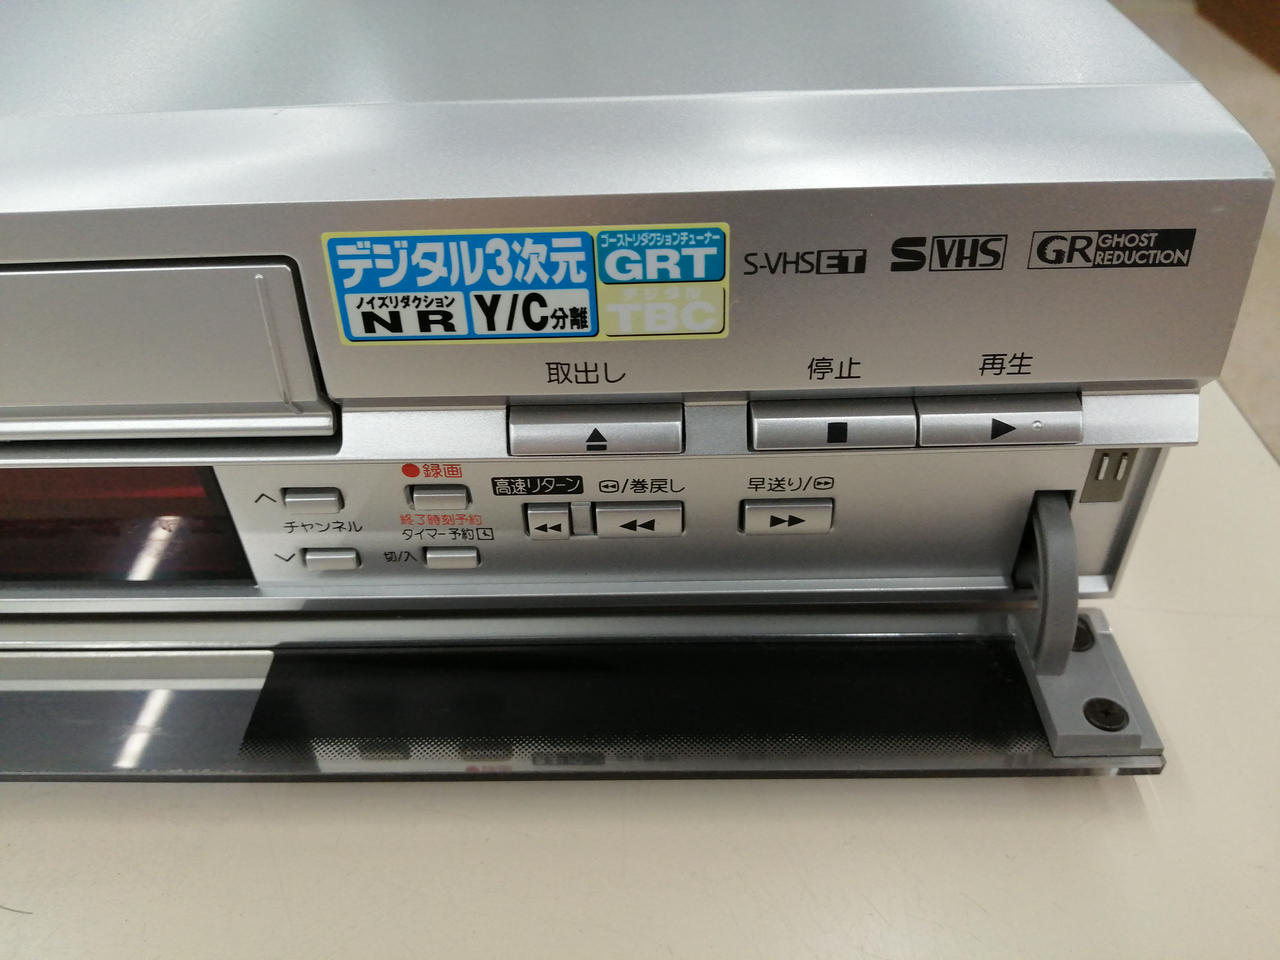 デジタル3次元
ノイズリダクション
NR
Y/C分離
ゴーストリダクションチューナー
GRT
デジタル
TBC
S-VHS ET
S VHS
GR GHOST REDUCTION
取出し
停止
再生
チャンネル
録画
終了時刻予約
タイマー予約
切/入
高速リターン
/巻戻し
早送り/